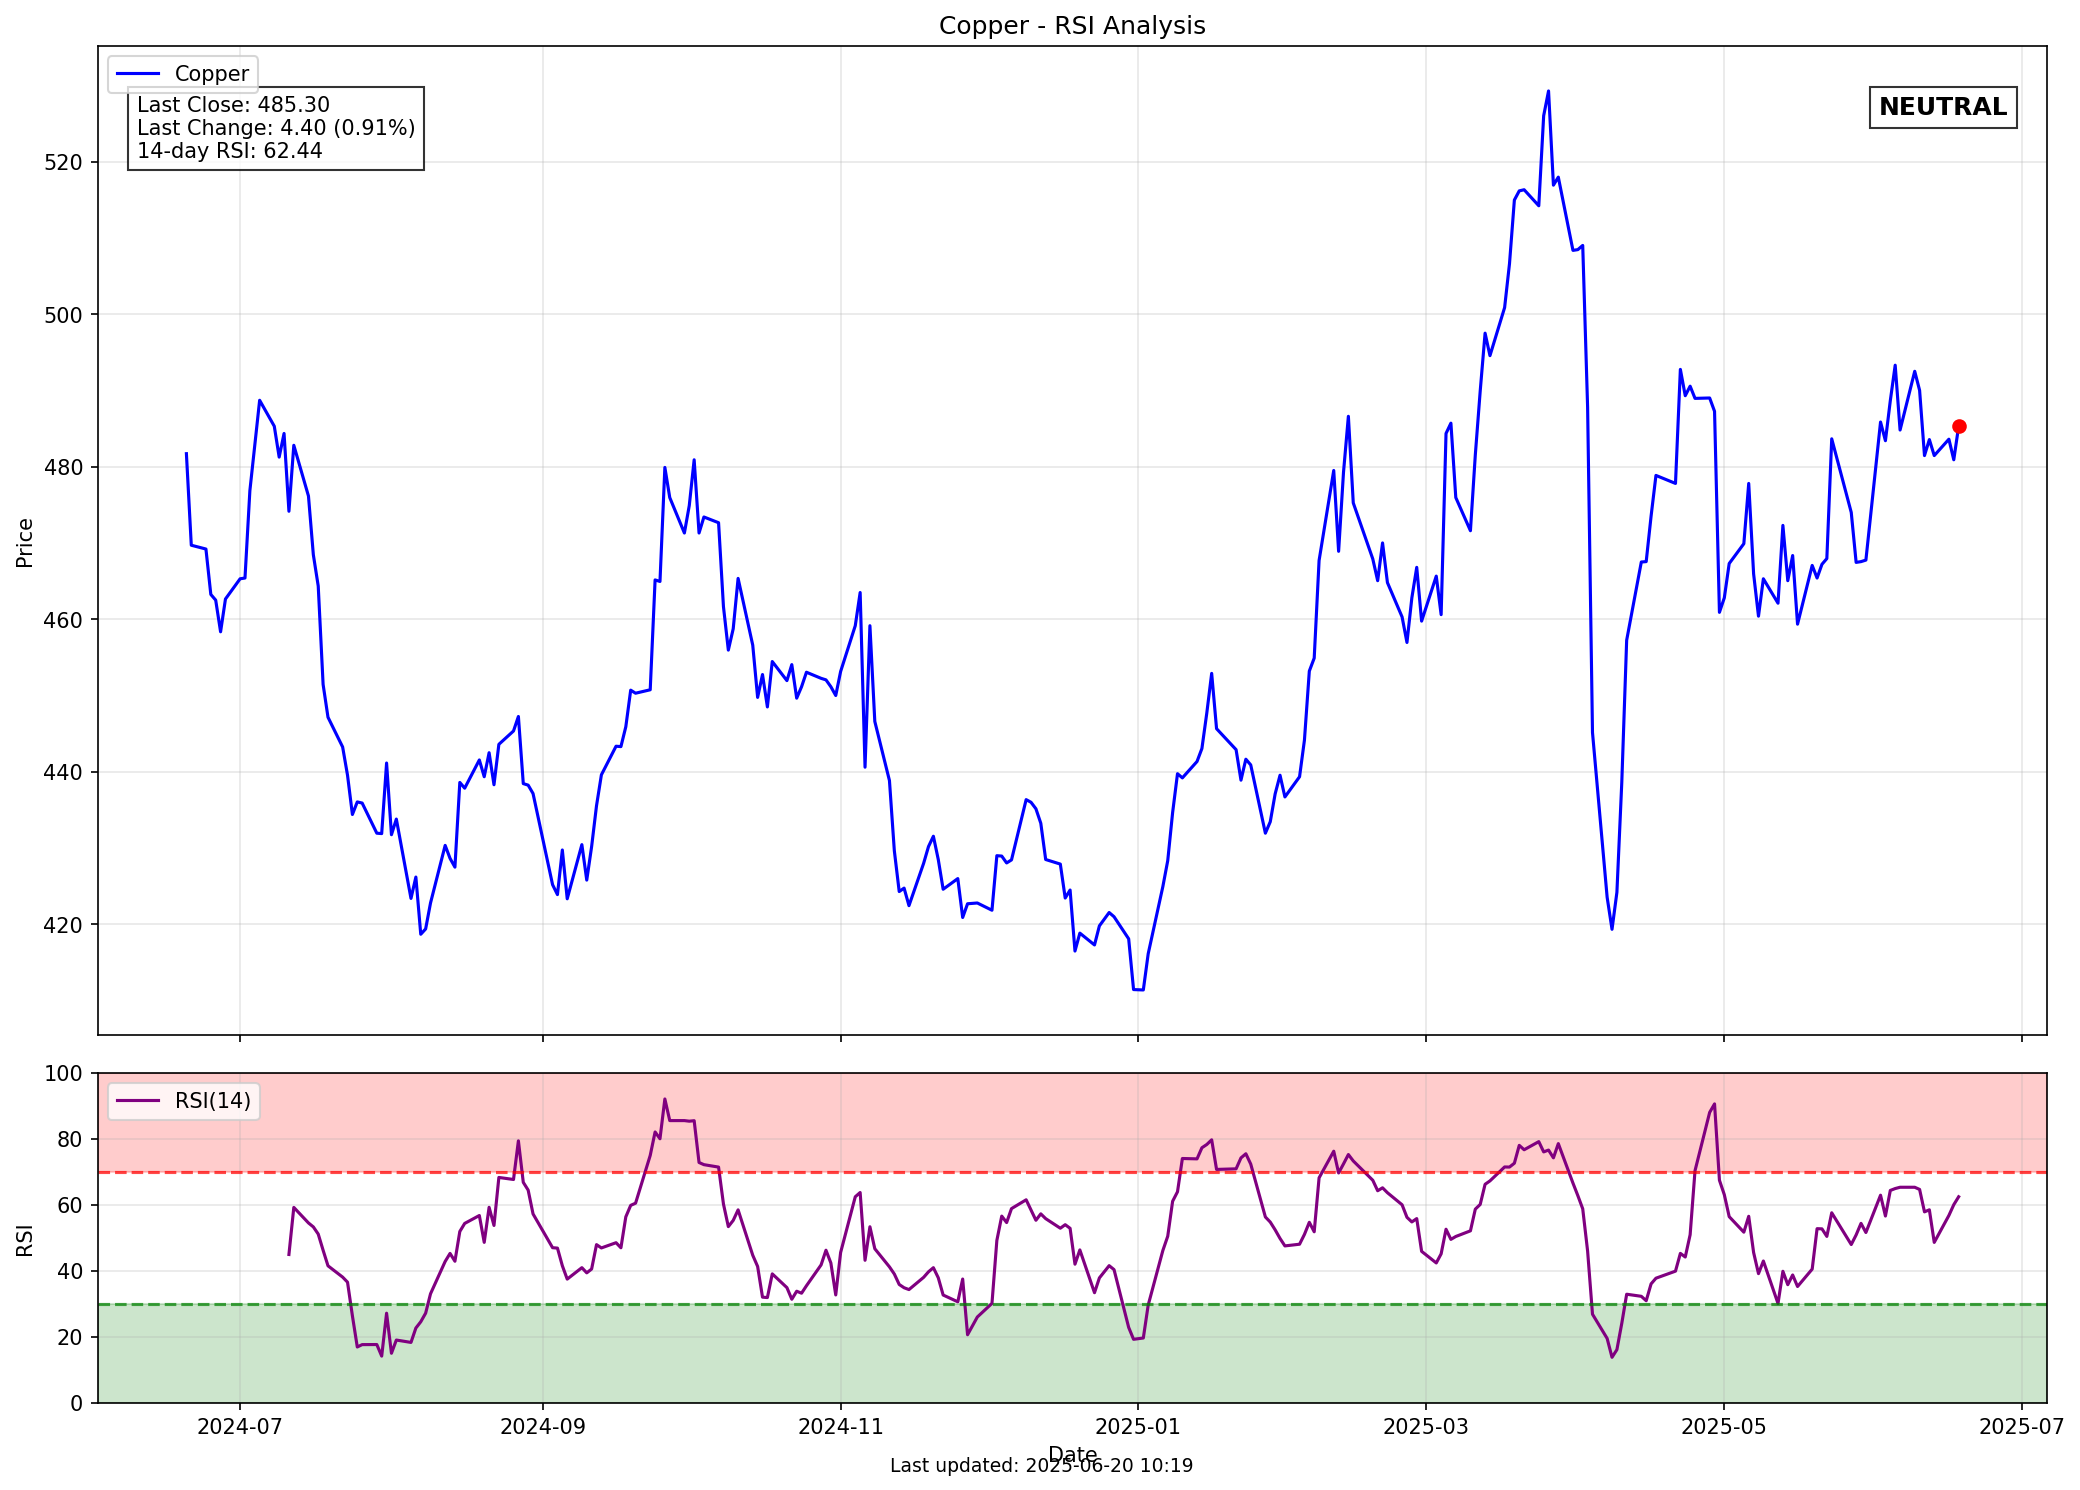 Copper - RSI Analysis
Copper
Last Close: 485.30
Last Change: 4.40 (0.91%)
14-day RSI: 62.44
NEUTRAL
Price
520
500
480
460
440
420
RSI(14)
RSI
100
80
60
40
20
0
2024-07
2024-09
2024-11
2025-01
2025-03
2025-05
2025-07
Date
Last updated: 2025-06-20 10:19